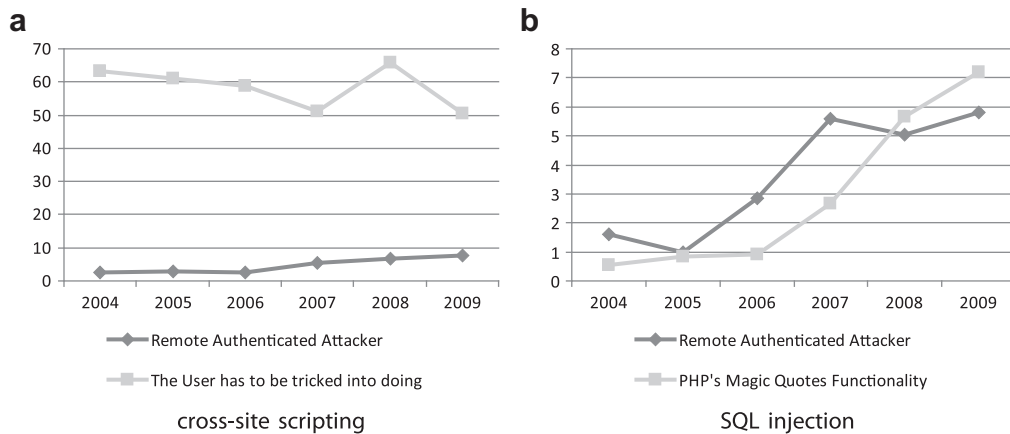 a
70
60
50
40
30
20
10
0
2004 2005 2006 2007 2008 2009
Remote Authenticated Attacker
The User has to be tricked into doing
cross-site scripting
b
8
7
6
5
4
3
2
1
0
2004 2005 2006 2007 2008 2009
Remote Authenticated Attacker
PHP's Magic Quotes Functionality
SQL injection